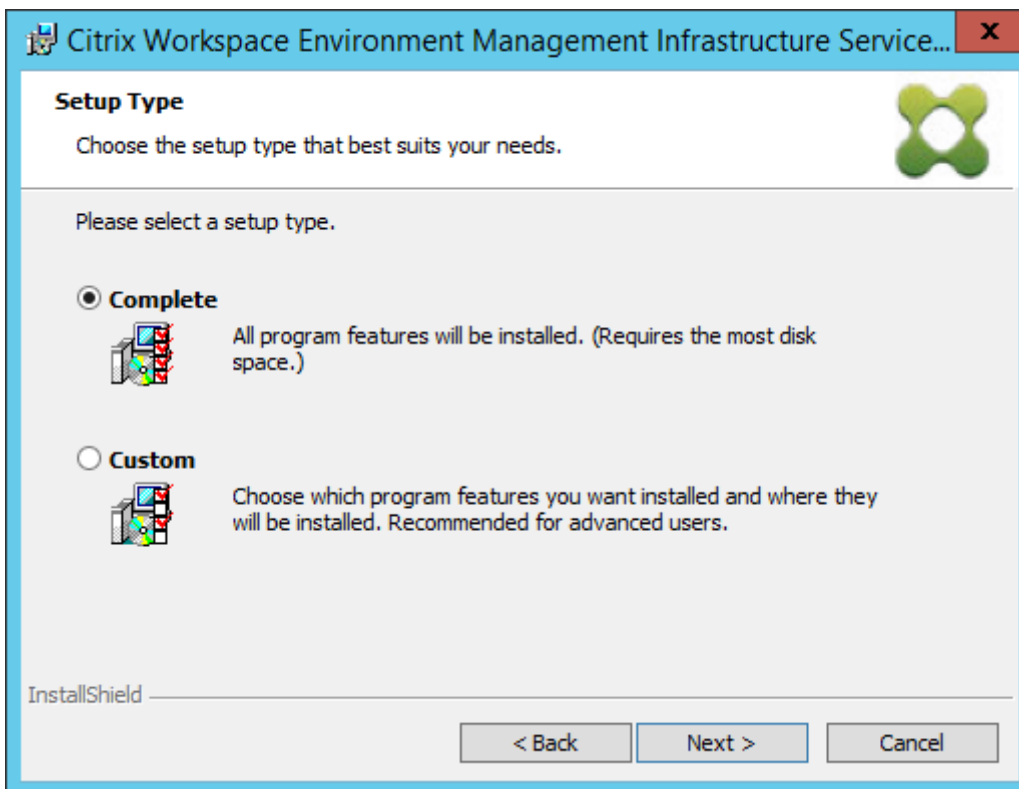 Citrix Workspace Environment Management Infrastructure Service...
x
Setup Type
Choose the setup type that best suits your needs.
Please select a setup type.
Complete
All program features will be installed. (Requires the most disk
space.)
Custom
Choose which program features you want installed and where they
will be installed. Recommended for advanced users.
InstallShield
< Back
Next >
Cancel